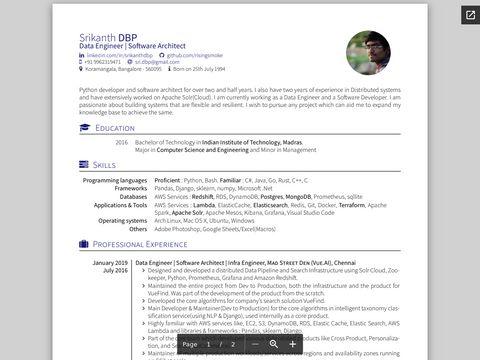 Srikanth DBP
Data Engineer | Software Architect
linkedin.com/in/srikanthdbp github.com/risingsmoke
+91 9962319471 sri.dbp@gmail.com
Koramangala, Bangalore - 560095 Born on 25th July 1994
Python developer and software architect for over two and half years. I also have two years of experience in Distributed systems
and have extensively worked on Apache Solr(Cloud). I am currently working as a Data Engineer and a Software Developer. I am
passionate about building systems that are flexible and resilient. I wish to pursue any project which can aid me to expand my
knowledge base to achieve the same.
Education
2016 Bachelor of Technology in Indian Institute of Technology, Madras.
Major in Computer Science and Engineering and Minor in Management
Skills
Programming languages Proficient : Python, Bash, Familiar : C#, Java, Go, Rust, C++, C
Frameworks Pandas, Django, sklearn, numpy, Microsoft .Net
Databases AWS Services : Redshift, RDS, DynamoDB, Postgres, MongoDB, Prometheus, sqllite
Applications & Tools AWS Services : Lambda, ElasticCache, Elasticsearch, Redis, Git, Docker, Terraform, Apache
Spark, Apache Solr, Apache Mesos, Kibana, Grafana, Visual Studio Code
Operating systems Arch Linux, Mac OS X, Ubuntu, Windows
Others Adobe Photoshop, Google Sheets/Excel(Macros)
Professional Experience
January 2019 Data Engineer | Software Architect | Infra Engineer, Mad Street Den (Vue.AI), Chennai
July 2016 Designed and developed a distributed Data Pipeline and Search Infrastructure using Solr Cloud, Zoo-
keeper, Python, Prometheus, Grafana and Amazon Redshift.
Maintained the entire project from Dev to Production, both the infrastructure and the product for
VueFind. Was part of the development of the product from the scratch.
Developed the core algorithms for company's search solution VueFind.
Main Developer & Maintainer(Dev to Production) for the core algorithms in intelligent taxonomy clas-
sification service(using NLP & Django), used internally as a core product.
Highly familiar with AWS services like, EC2, S3, DynamoDB, RDS, Elastic Cache, Elastic Search, AWS
Lambda and libraries & frameworks : Pandas, sklearn, Django.
Part of the
products like Cross Product, Personaliza-
tion, and
Page 1 / 2
across regions and availability zones running